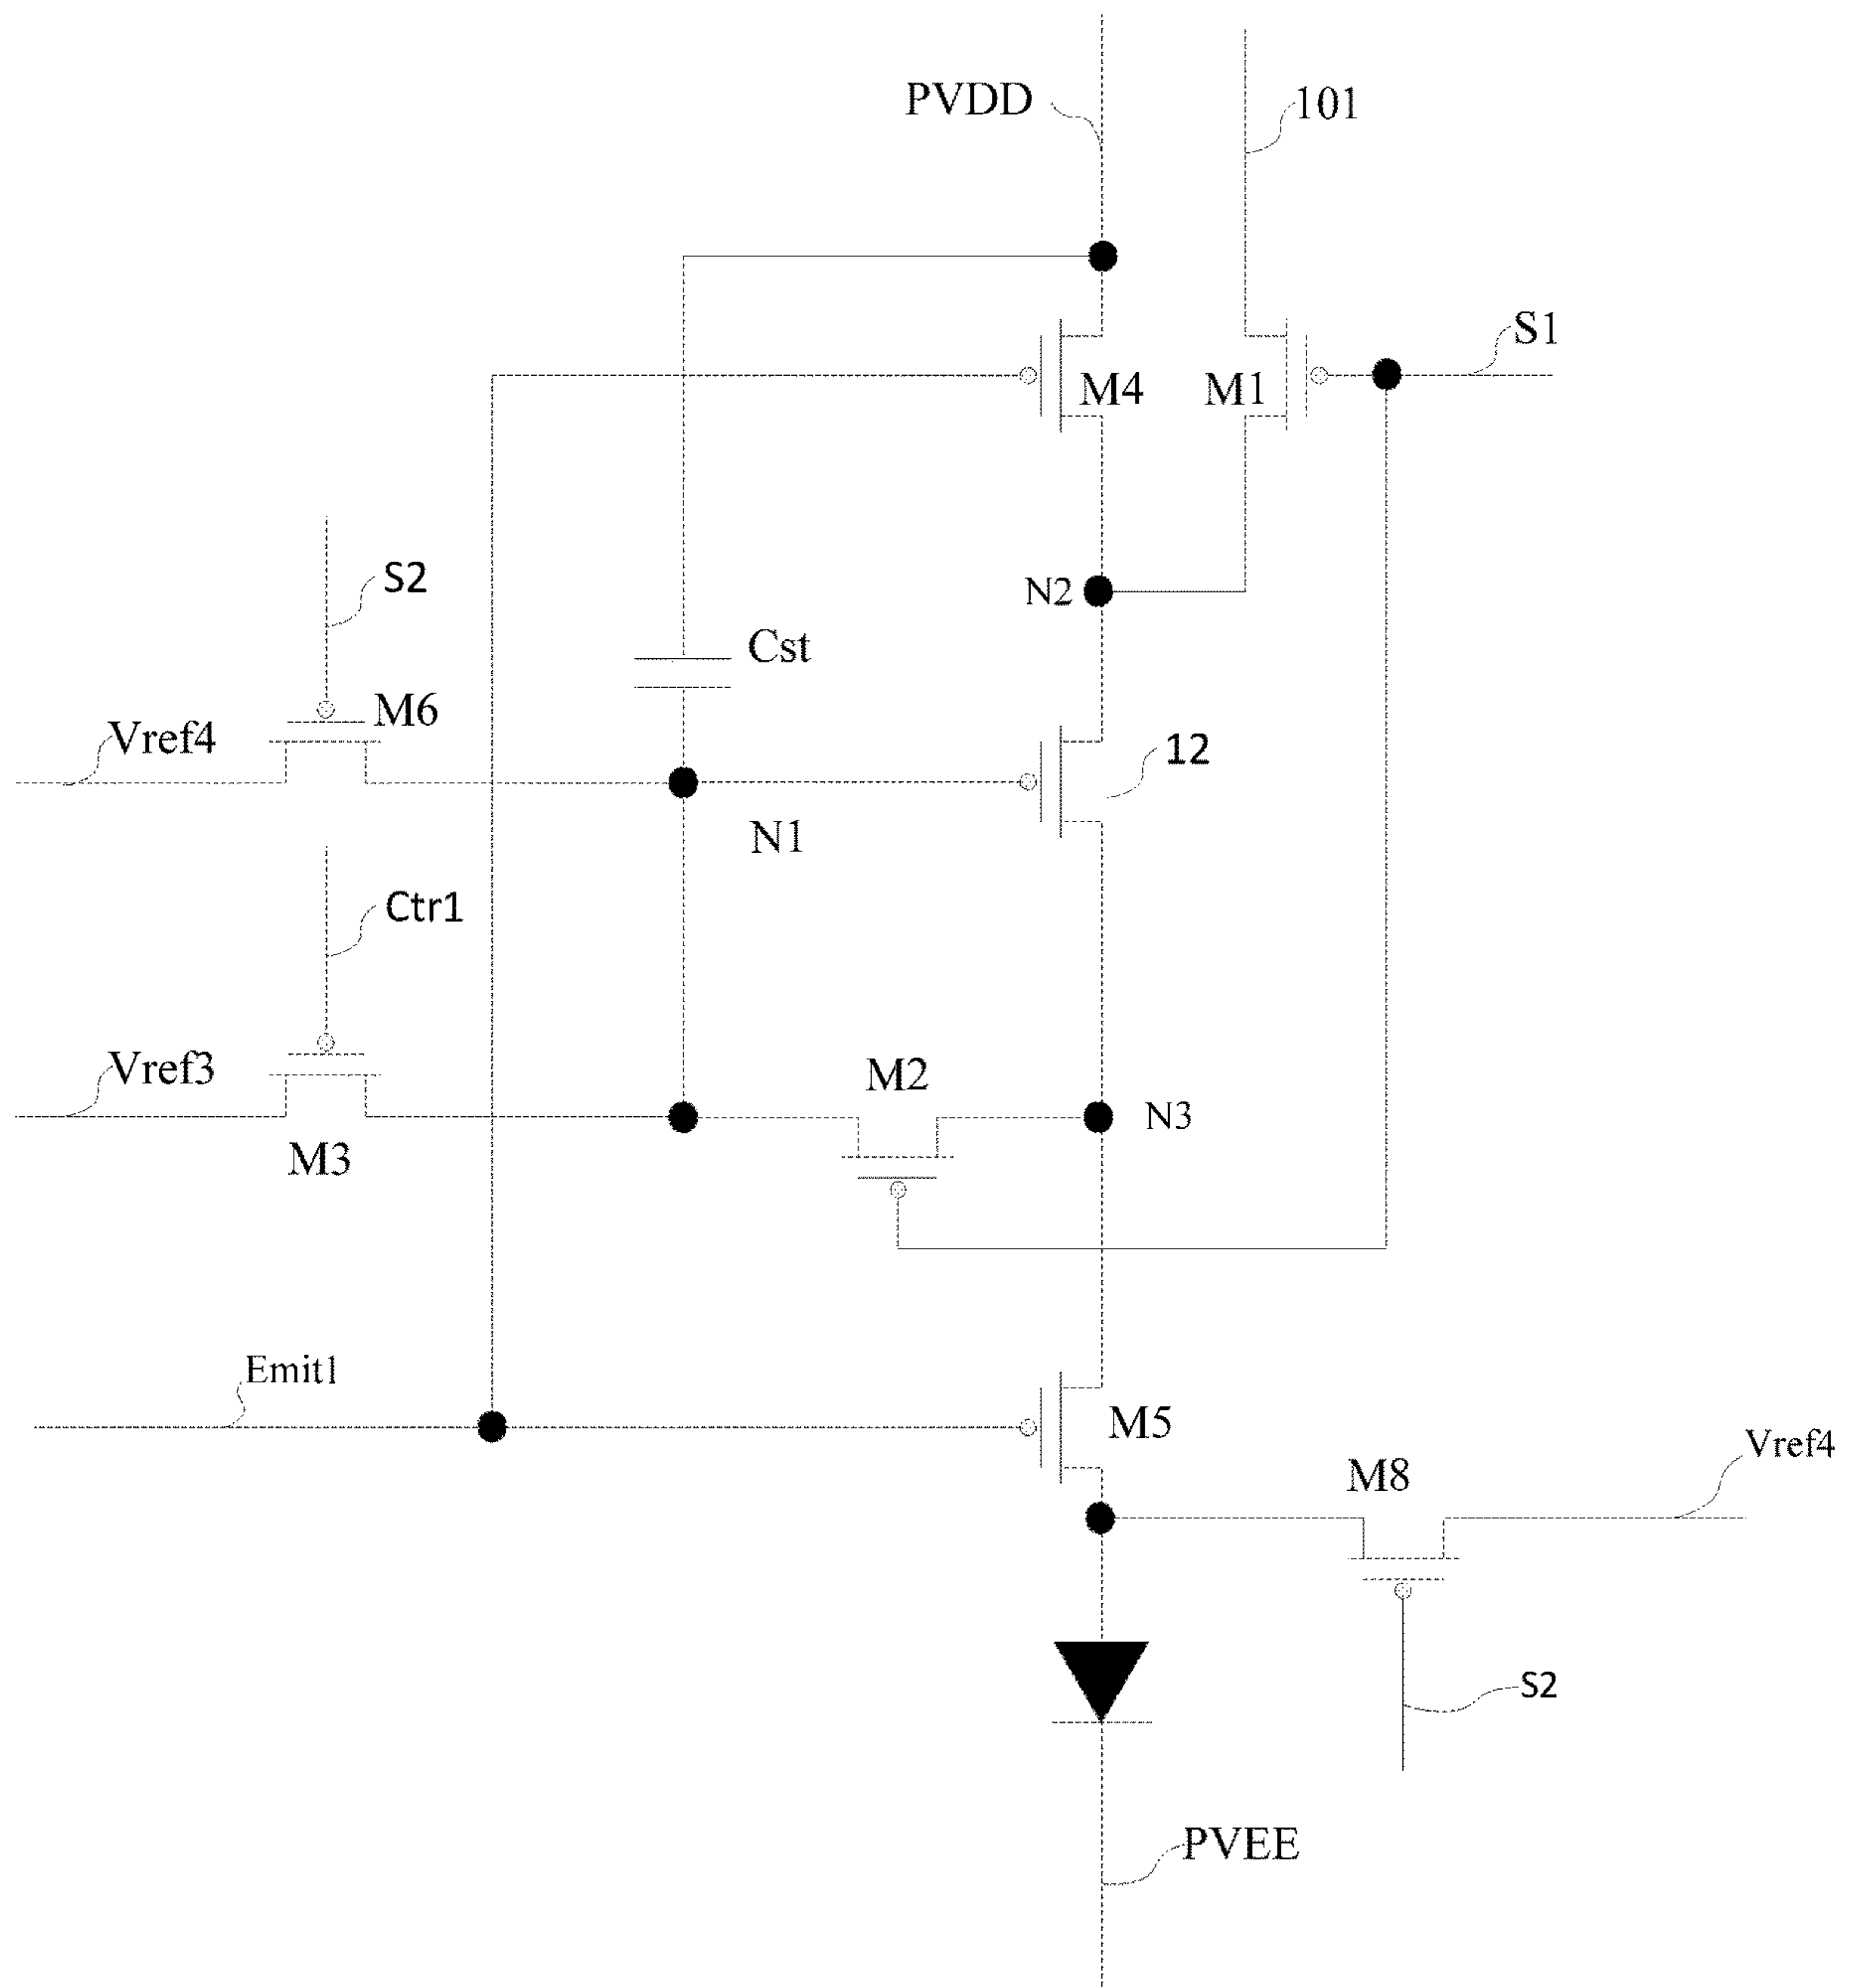 PVDD
101
S1
M4
M1
S2
N2
Cst
M6
Vref4
12
N1
Ctr1
Vref3
M2
N3
M3
Emit1
M5
Vref4
M8
S2
PVEE